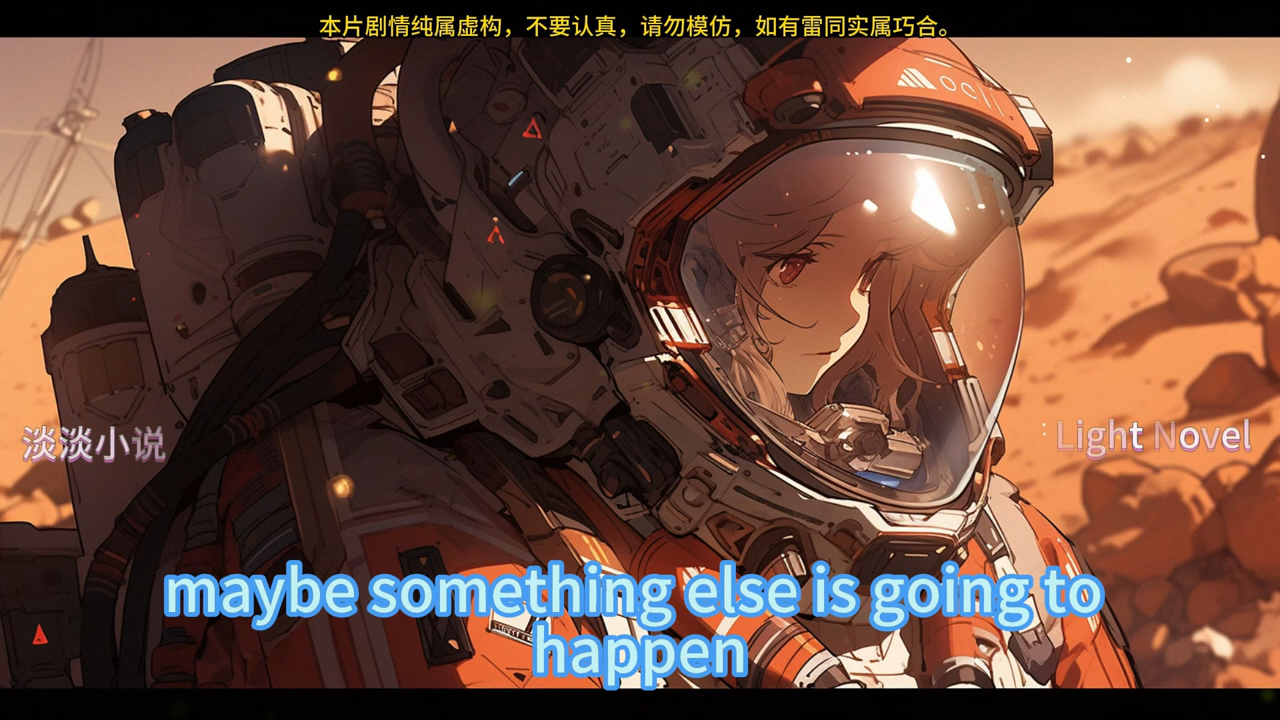 本片剧情纯属虚构，不要认真，请勿模仿，如有雷同实属巧合。
淡淡小说
Light Novel
maybe something else is going to
happen